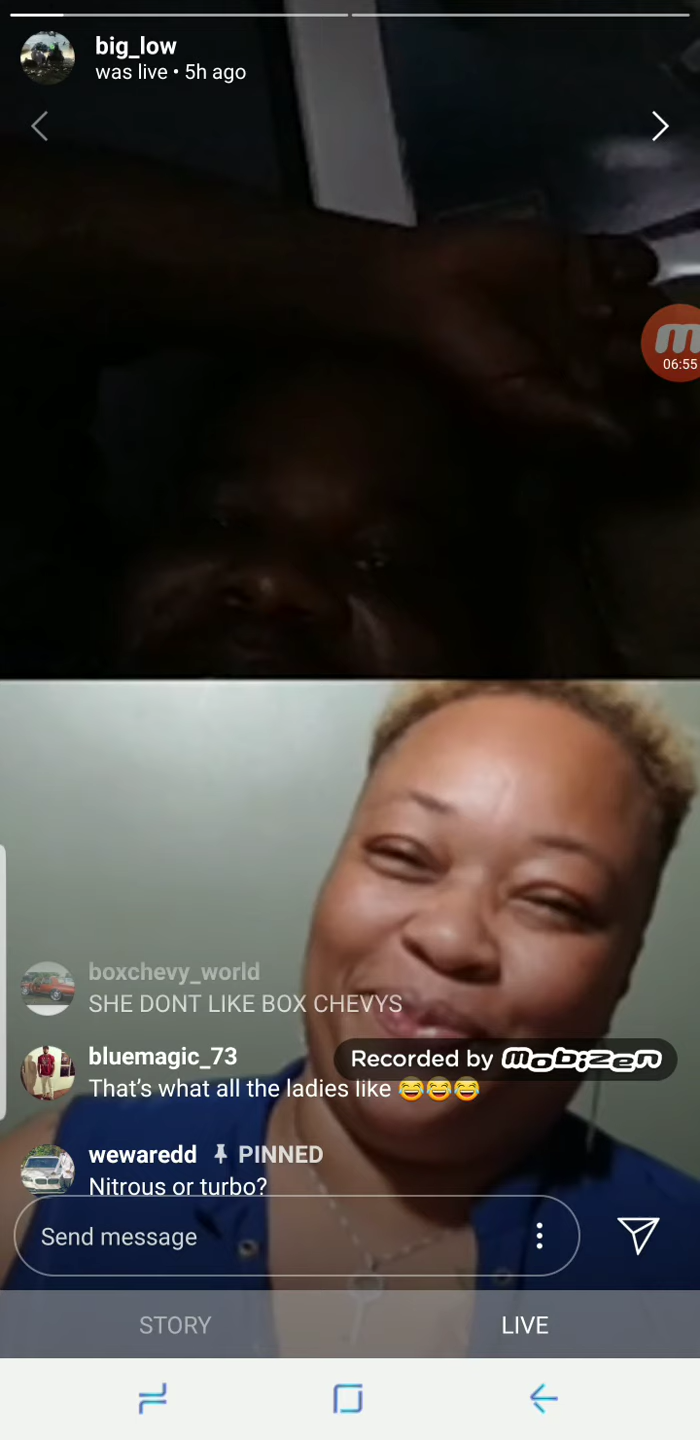 big_low
was live • 5h ago
06:55
boxchevy_world
SHE DONT LIKE BOX CHEVYS
bluemagic_73
Recorded by mobizen
That’s what all the ladies like 😂😂😂
wewaredd PINNED
Nitrous or turbo?
Send message
STORY LIVE